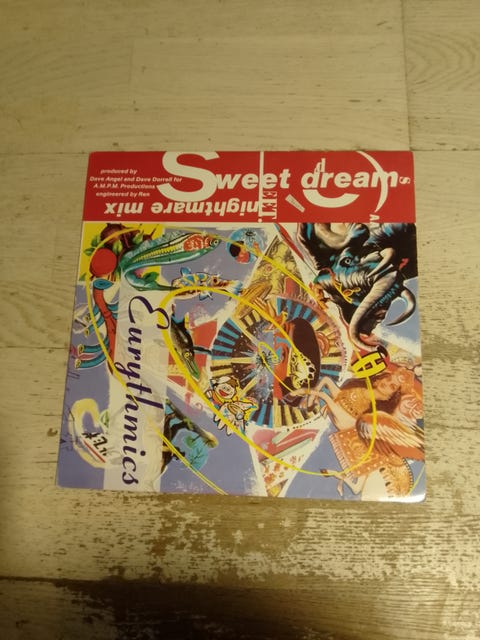 produced by
Dave Angel and Dave Dorrell for
A.M.P.M. Productions
engineered by Ren
Sweet dreams
nightmare mix
Eurythmics